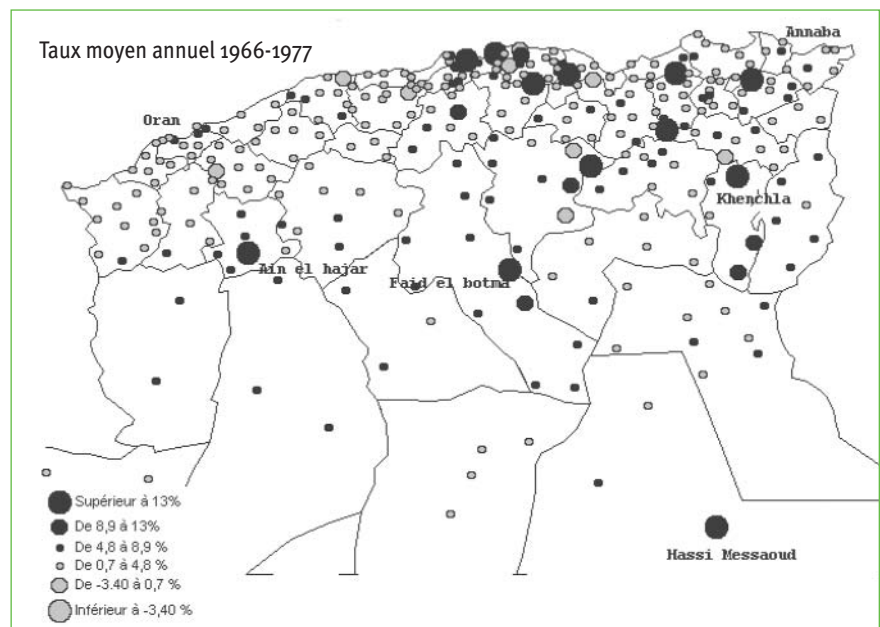 Taux moyen annuel 1966-1977
Annaba
Oran
Khenchla
Ain el hajar
Faid el botma
Supérieur à 13%
De 8,9 à 13%
De 4,8 à 8,9 %
De 0,7 à 4,8 %
De -3.40 à 0,7 %
Inférieur à -3,40 %
Hassi Messaoud